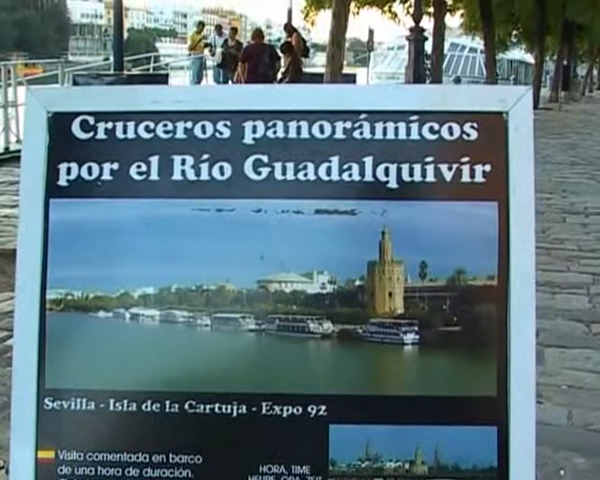 Cruceros panorámicos
por el Río Guadalquivir
Sevilla - Isla de la Cartuja - Expo 92
Visita comentada en barco
de una hora de duración.
HORA, TIME